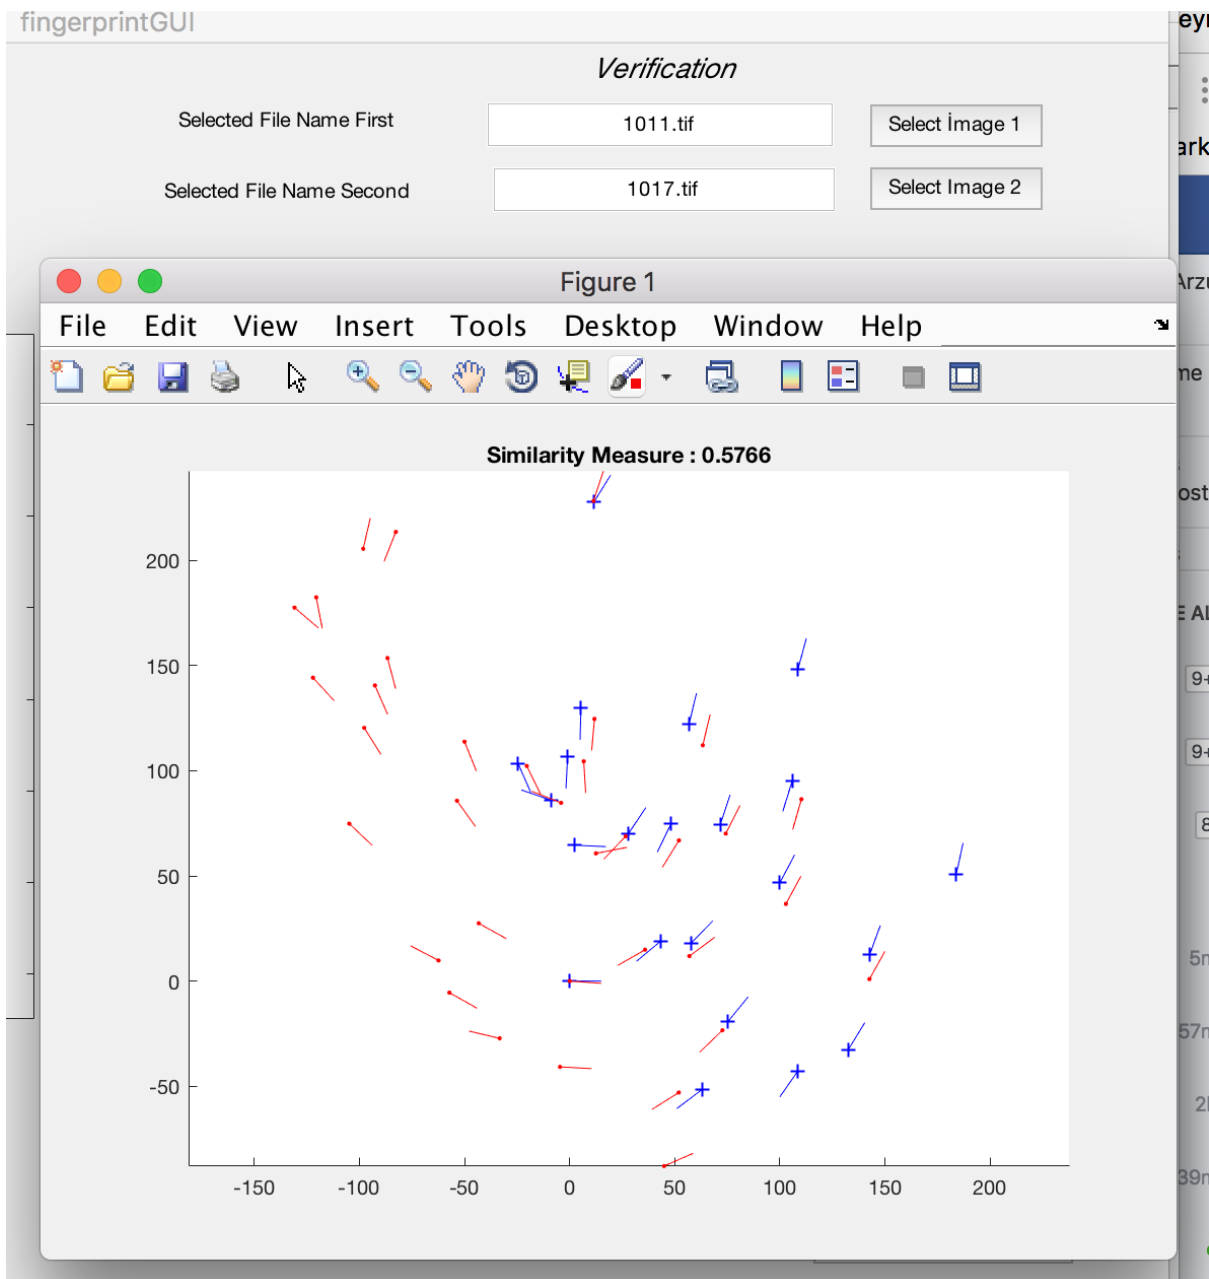 fingerprintGUI
Verification
Selected File Name First
1011.tif
Select İmage 1
Selected File Name Second
1017.tif
Select Image 2
Figure 1
File Edit View Insert Tools Desktop Window Help
Similarity Measure : 0.5766
200
150
100
50
0
-50
-150 -100 -50 0 50 100 150 200